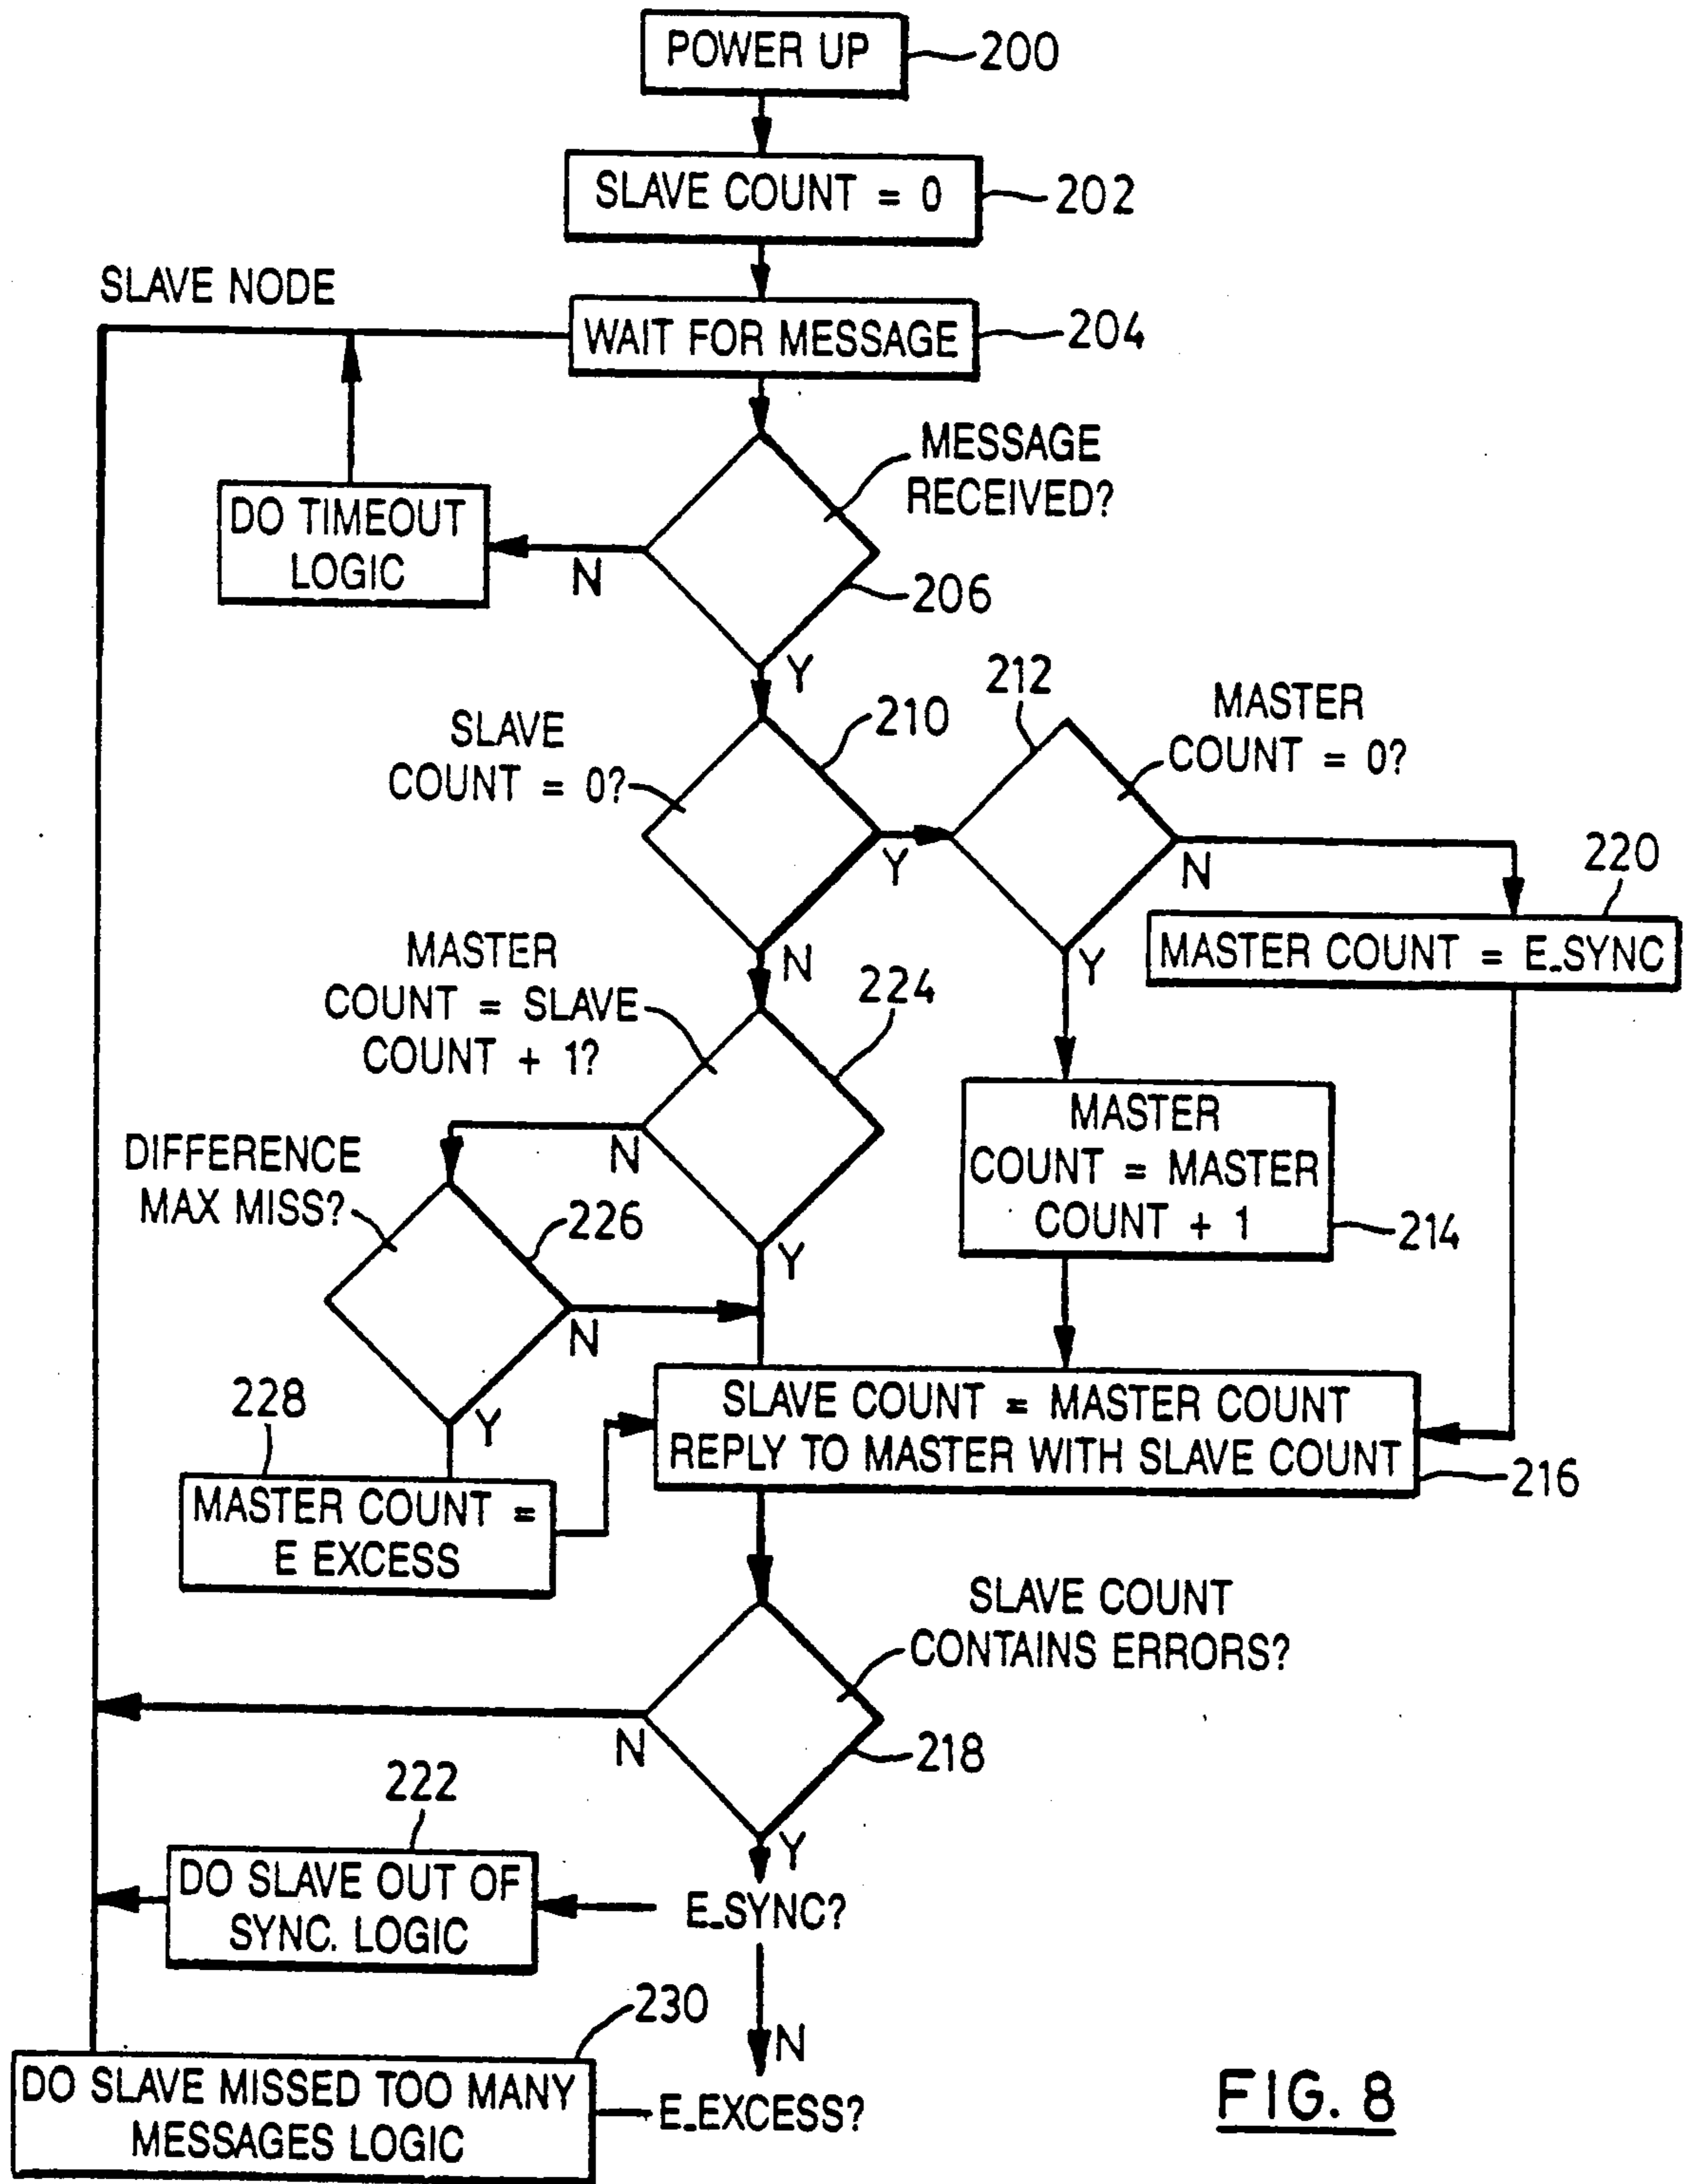 POWER UP
200
SLAVE COUNT = 0
202
SLAVE NODE
WAIT FOR MESSAGE
204
MESSAGE
RECEIVED?
DO TIMEOUT
LOGIC
N
206
Y
212
MASTER
COUNT = 0?
SLAVE
COUNT = 0?
210
Y
N
220
MASTER COUNT = E_SYNC
N
Y
MASTER
COUNT = SLAVE
COUNT + 1?
224
MASTER
COUNT = MASTER
COUNT + 1
214
N
DIFFERENCE
MAX MISS?
226
Y
N
228
Y
SLAVE COUNT = MASTER COUNT
REPLY TO MASTER WITH SLAVE COUNT
216
MASTER COUNT =
E EXCESS
SLAVE COUNT
CONTAINS ERRORS?
N
218
222
Y
DO SLAVE OUT OF
SYNC. LOGIC
E_SYNC?
230
N
DO SLAVE MISSED TOO MANY
MESSAGES LOGIC
E_EXCESS?
FIG. 8